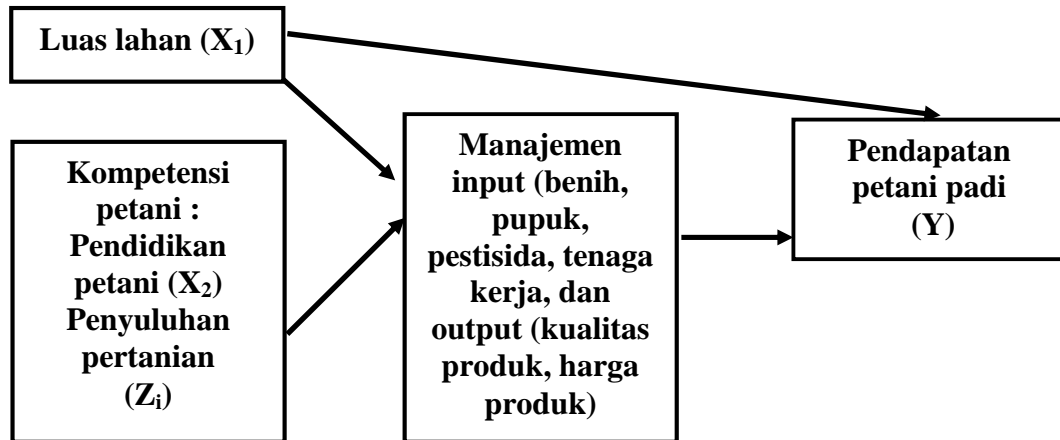 Luas lahan (X₁)
Kompetensi
petani :
Pendidikan
petani (X₂)
Penyuluhan
pertanian
(Zᵢ)
Manajemen
input (benih,
pupuk,
pestisida, tenaga
kerja, dan
output (kualitas
produk, harga
produk)
Pendapatan
petani padi
(Y)